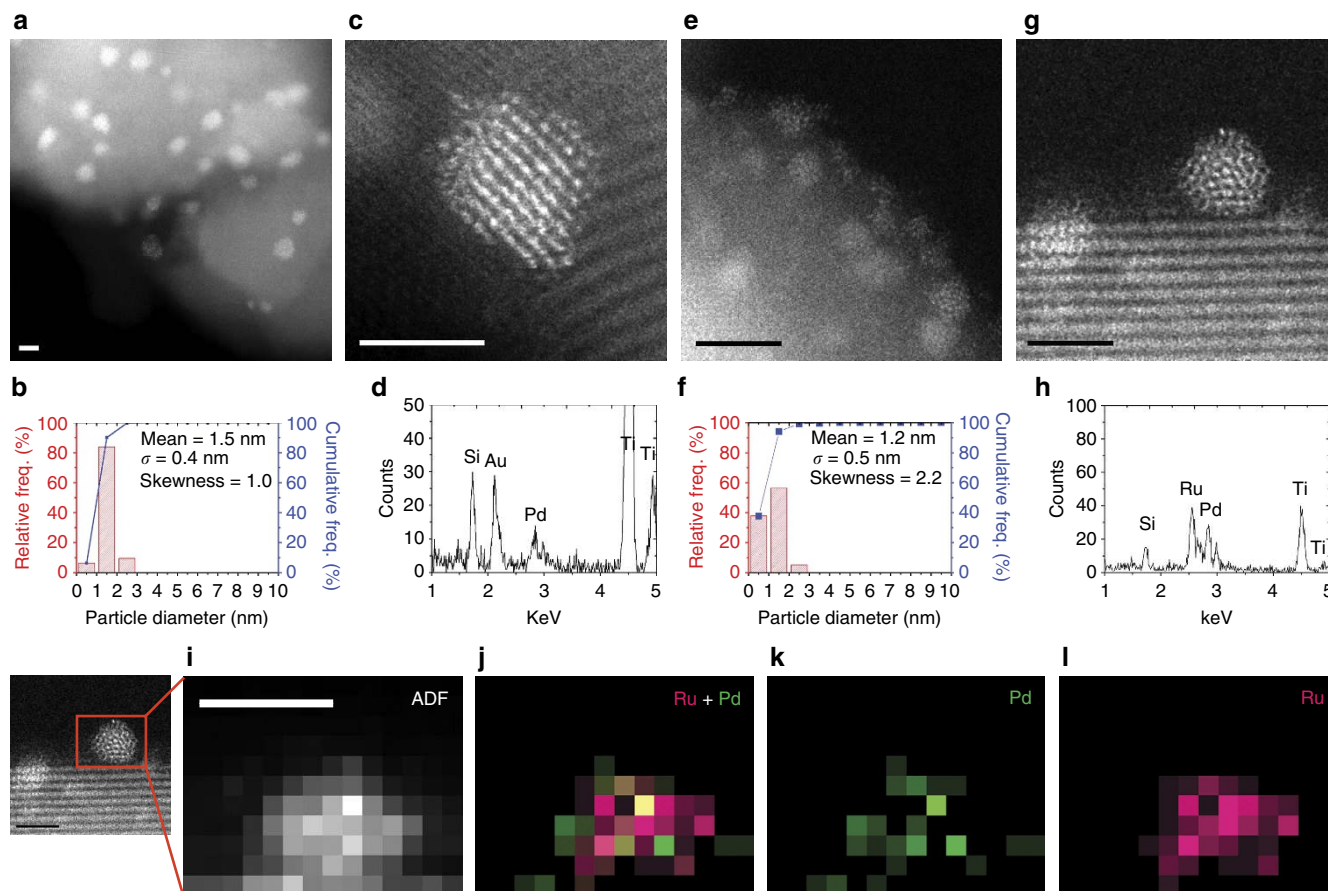 a
c
e
g
b
Relative freq. (%)
100
80
60
40
20
0
Mean = 1.5 nm
σ = 0.4 nm
Skewness = 1.0
100
80
60
40
20
0
Cumulative freq. (%)
0 1 2 3 4 5 6 7 8 9 10
Particle diameter (nm)
d
Counts
50
40
30
20
10
0
Si
Au
Pd
Ti
Ti
1 2 3 4 5
KeV
f
Relative freq. (%)
100
80
60
40
20
0
Mean = 1.2 nm
σ = 0.5 nm
Skewness = 2.2
100
80
60
40
20
0
Cumulative freq. (%)
0 1 2 3 4 5 6 7 8 9 10
Particle diameter (nm)
h
Counts
100
80
60
40
20
0
Si
Ru
Pd
Ti
Ti
1 2 3 4 5
keV
i
ADF
j
Ru + Pd
k
Pd
l
Ru